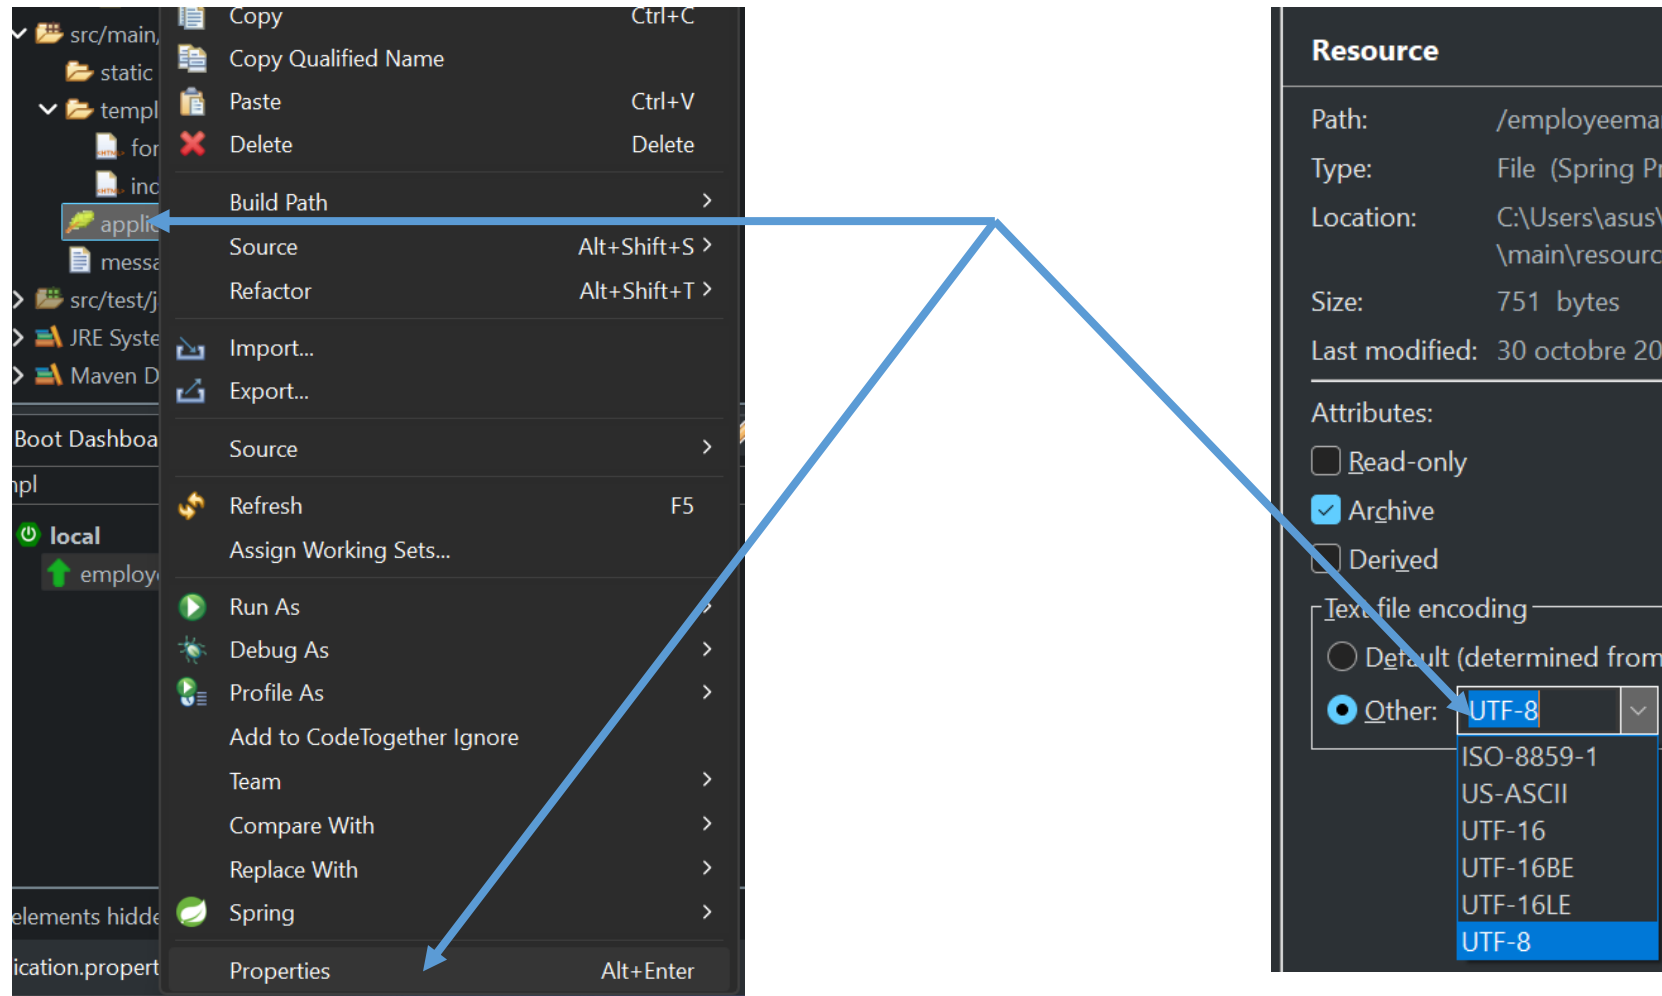 src/main/
static
templ
for
inc
applic
messa
src/test/j
JRE Syste
Maven D
Boot Dashboa
npl
local
employ
elements hidde
ication.propert
Copy Ctrl+C
Copy Qualified Name
Paste Ctrl+V
Delete Delete
Build Path
Source Alt+Shift+S
Refactor Alt+Shift+T
Import...
Export...
Source
Refresh F5
Assign Working Sets...
Run As
Debug As
Profile As
Add to CodeTogether Ignore
Team
Compare With
Replace With
Spring
Properties Alt+Enter
Resource
Path: /employeema
Type: File (Spring Pr
Location: C:\Users\asus\
\main\resourc
Size: 751 bytes
Last modified: 30 octobre 20
Attributes:
Read-only
Archive
Derived
Text file encoding
Default (determined from
Other: UTF-8
ISO-8859-1
US-ASCII
UTF-16
UTF-16BE
UTF-16LE
UTF-8